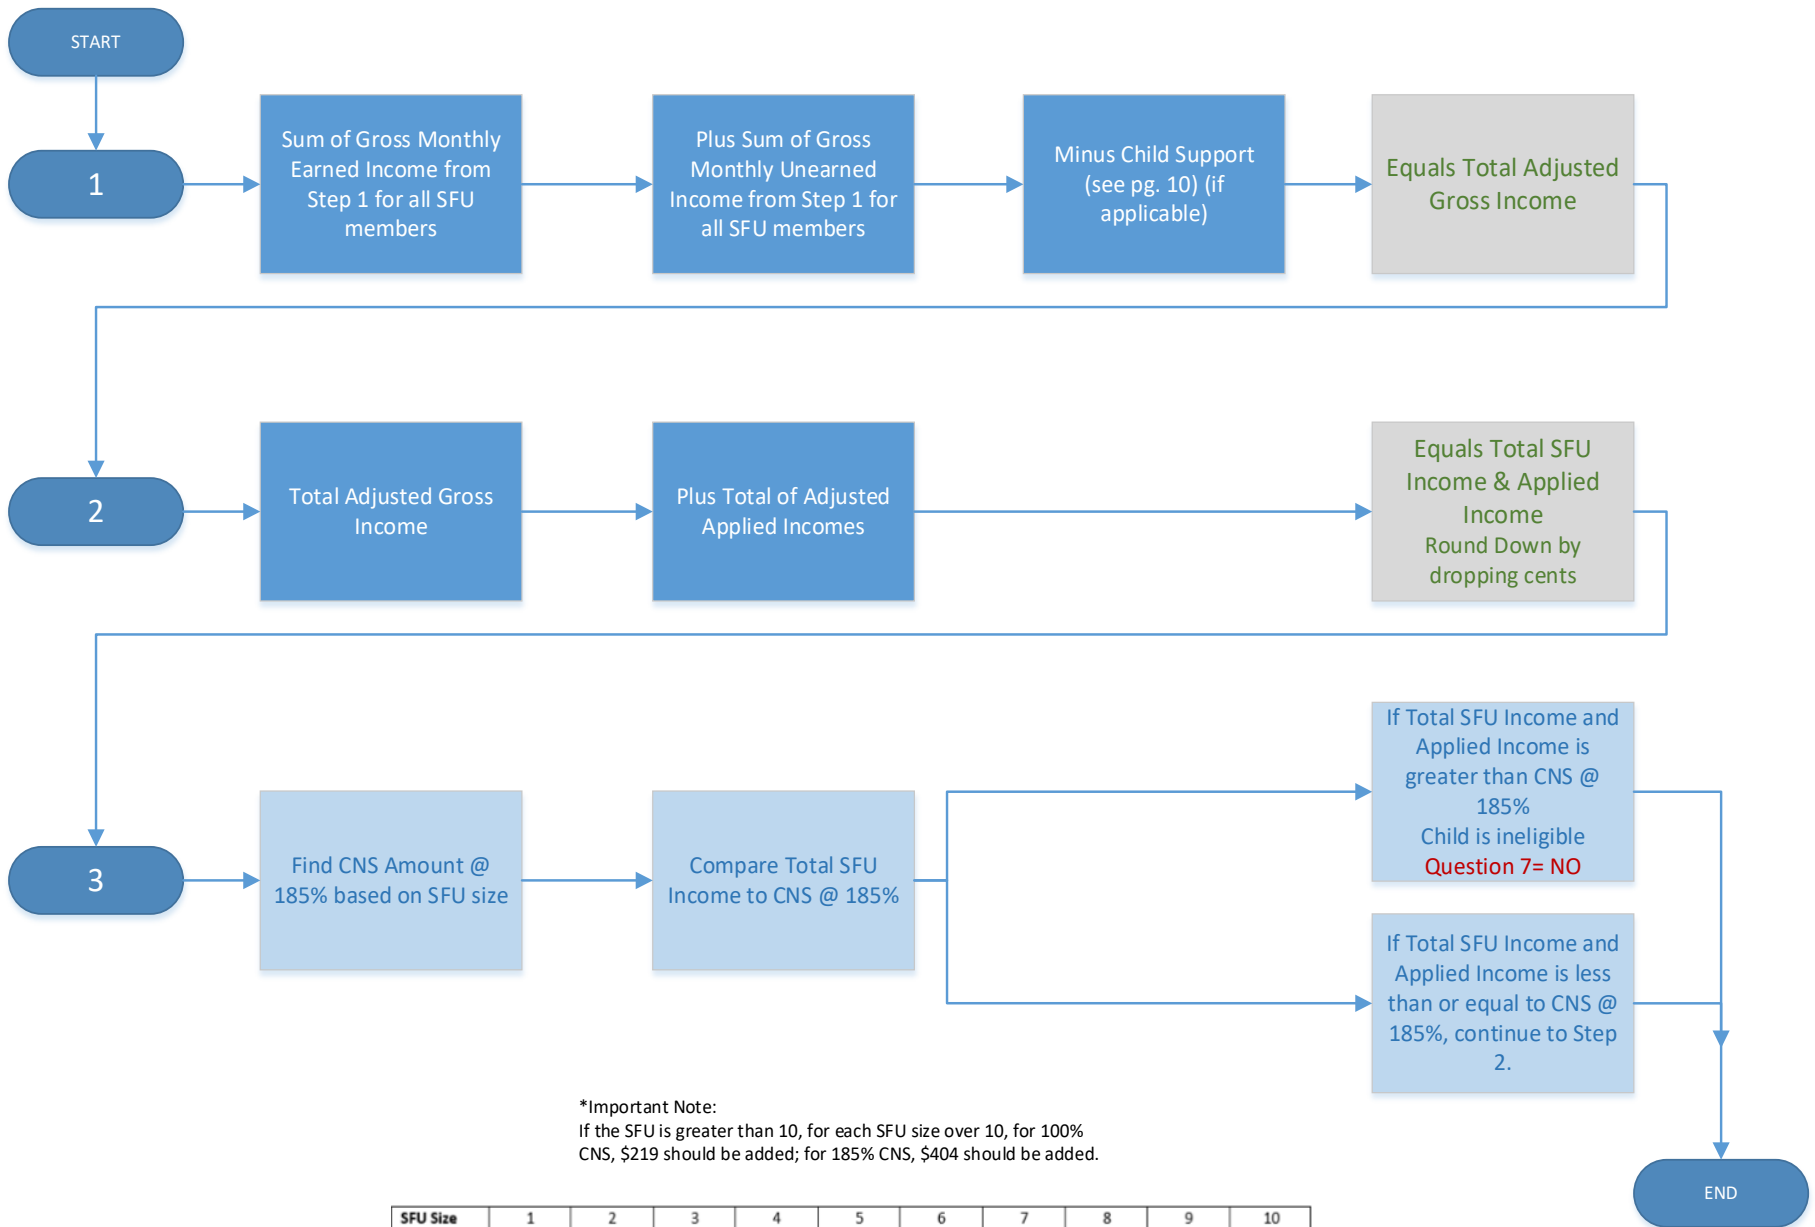 START
1
Sum of Gross Monthly
Earned Income from
Step 1 for all SFU
members
Plus Sum of Gross
Monthly Unearned
Income from Step 1 for
all SFU members
Minus Child Support
(see pg. 10) (if
applicable)
Equals Total Adjusted
Gross Income
2
Total Adjusted Gross
Income
Plus Total of Adjusted
Applied Incomes
Equals Total SFU
Income & Applied
Income
Round Down by
dropping cents
3
Find CNS Amount @
185% based on SFU size
Compare Total SFU
Income to CNS @ 185%
If Total SFU Income and
Applied Income is
greater than CNS @
185%
Child is ineligible
Question 7= NO
If Total SFU Income and
Applied Income is less
than or equal to CNS @
185%, continue to Step
2.
*Important Note:
If the SFU is greater than 10, for each SFU size over 10, for 100%
CNS, $219 should be added; for 185% CNS, $404 should be added.
END
SFU Size 1 2 3 4 5 6 7 8 9 10